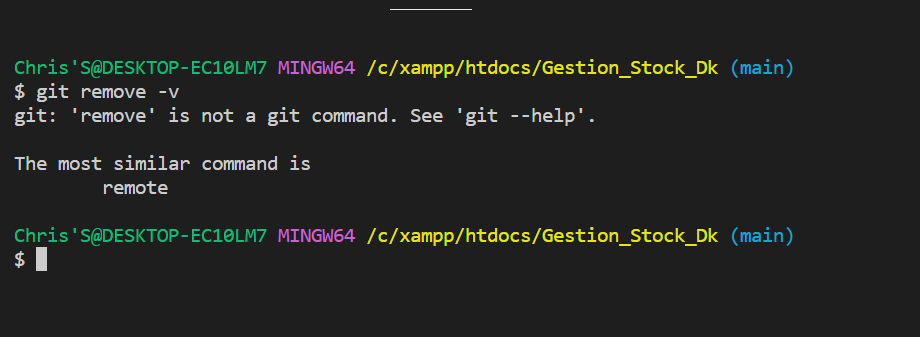 Chris'S@DESKTOP-EC10LM7 MINGW64 /c/xampp/htdocs/Gestion_Stock_Dk (main)
$ git remove -v
git: 'remove' is not a git command. See 'git --help'.
The most similar command is
remote
Chris'S@DESKTOP-EC10LM7 MINGW64 /c/xampp/htdocs/Gestion_Stock_Dk (main)
$